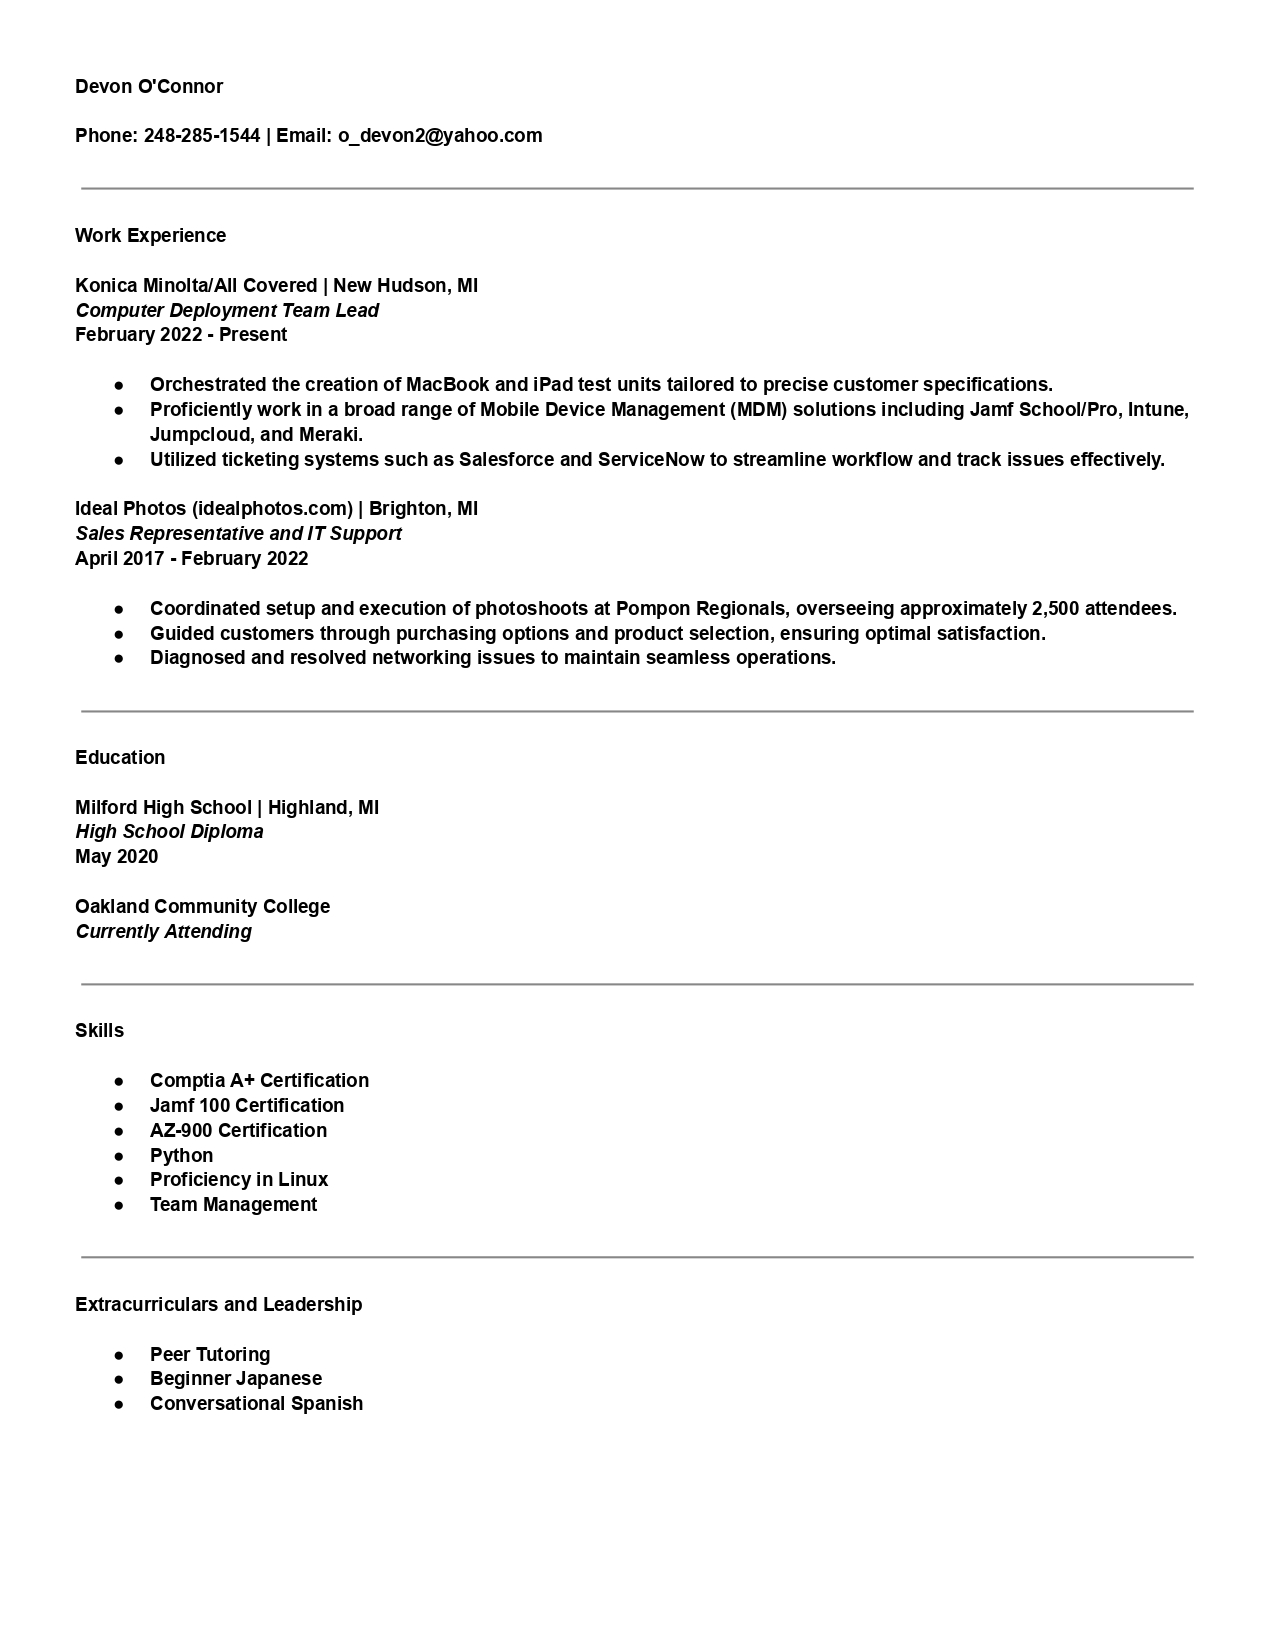 Devon O'Connor
Phone: 248-285-1544 | Email: o_devon2@yahoo.com
Work Experience
Konica Minolta/All Covered | New Hudson, MI
Computer Deployment Team Lead
February 2022 - Present
● Orchestrated the creation of MacBook and iPad test units tailored to precise customer specifications.
● Proficiently work in a broad range of Mobile Device Management (MDM) solutions including Jamf School/Pro, Intune,
Jumpcloud, and Meraki.
● Utilized ticketing systems such as Salesforce and ServiceNow to streamline workflow and track issues effectively.
Ideal Photos (idealphotos.com) | Brighton, MI
Sales Representative and IT Support
April 2017 - February 2022
● Coordinated setup and execution of photoshoots at Pompon Regionals, overseeing approximately 2,500 attendees.
● Guided customers through purchasing options and product selection, ensuring optimal satisfaction.
● Diagnosed and resolved networking issues to maintain seamless operations.
Education
Milford High School | Highland, MI
High School Diploma
May 2020
Oakland Community College
Currently Attending
Skills
● Comptia A+ Certification
● Jamf 100 Certification
● AZ-900 Certification
● Python
● Proficiency in Linux
● Team Management
Extracurriculars and Leadership
● Peer Tutoring
● Beginner Japanese
● Conversational Spanish